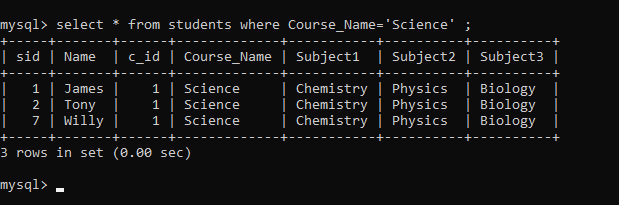 mysql> select * from students where Course_Name='Science' ;
+-----+-------+------+-------------+-----------+----------+----------+
| sid | Name  | c_id | Course_Name | Subject1  | Subject2 | Subject3 |
+-----+-------+------+-------------+-----------+----------+----------+
|   1 | James |    1 | Science     | Chemistry | Physics  | Biology  |
|   2 | Tony  |    1 | Science     | Chemistry | Physics  | Biology  |
|   7 | Willy |    1 | Science     | Chemistry | Physics  | Biology  |
+-----+-------+------+-------------+-----------+----------+----------+
3 rows in set (0.00 sec)
mysql>